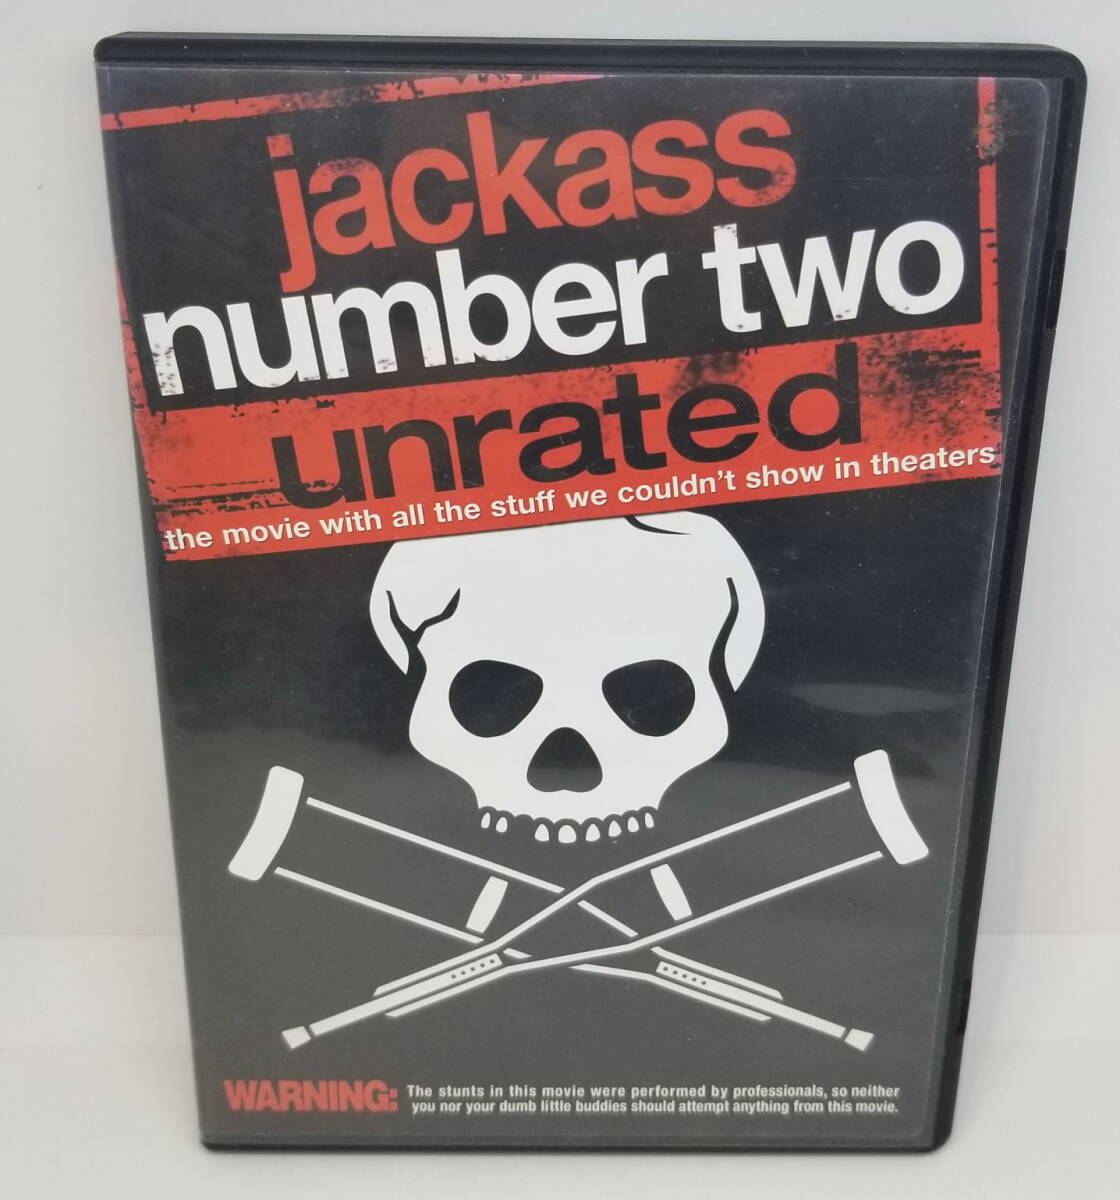 jackass
number two
unrated
the movie with all the stuff we couldn't show in theaters
WARNING: The stunts in this movie were performed by professionals, so neither
you nor your dumb little buddies should attempt anything from this movie.